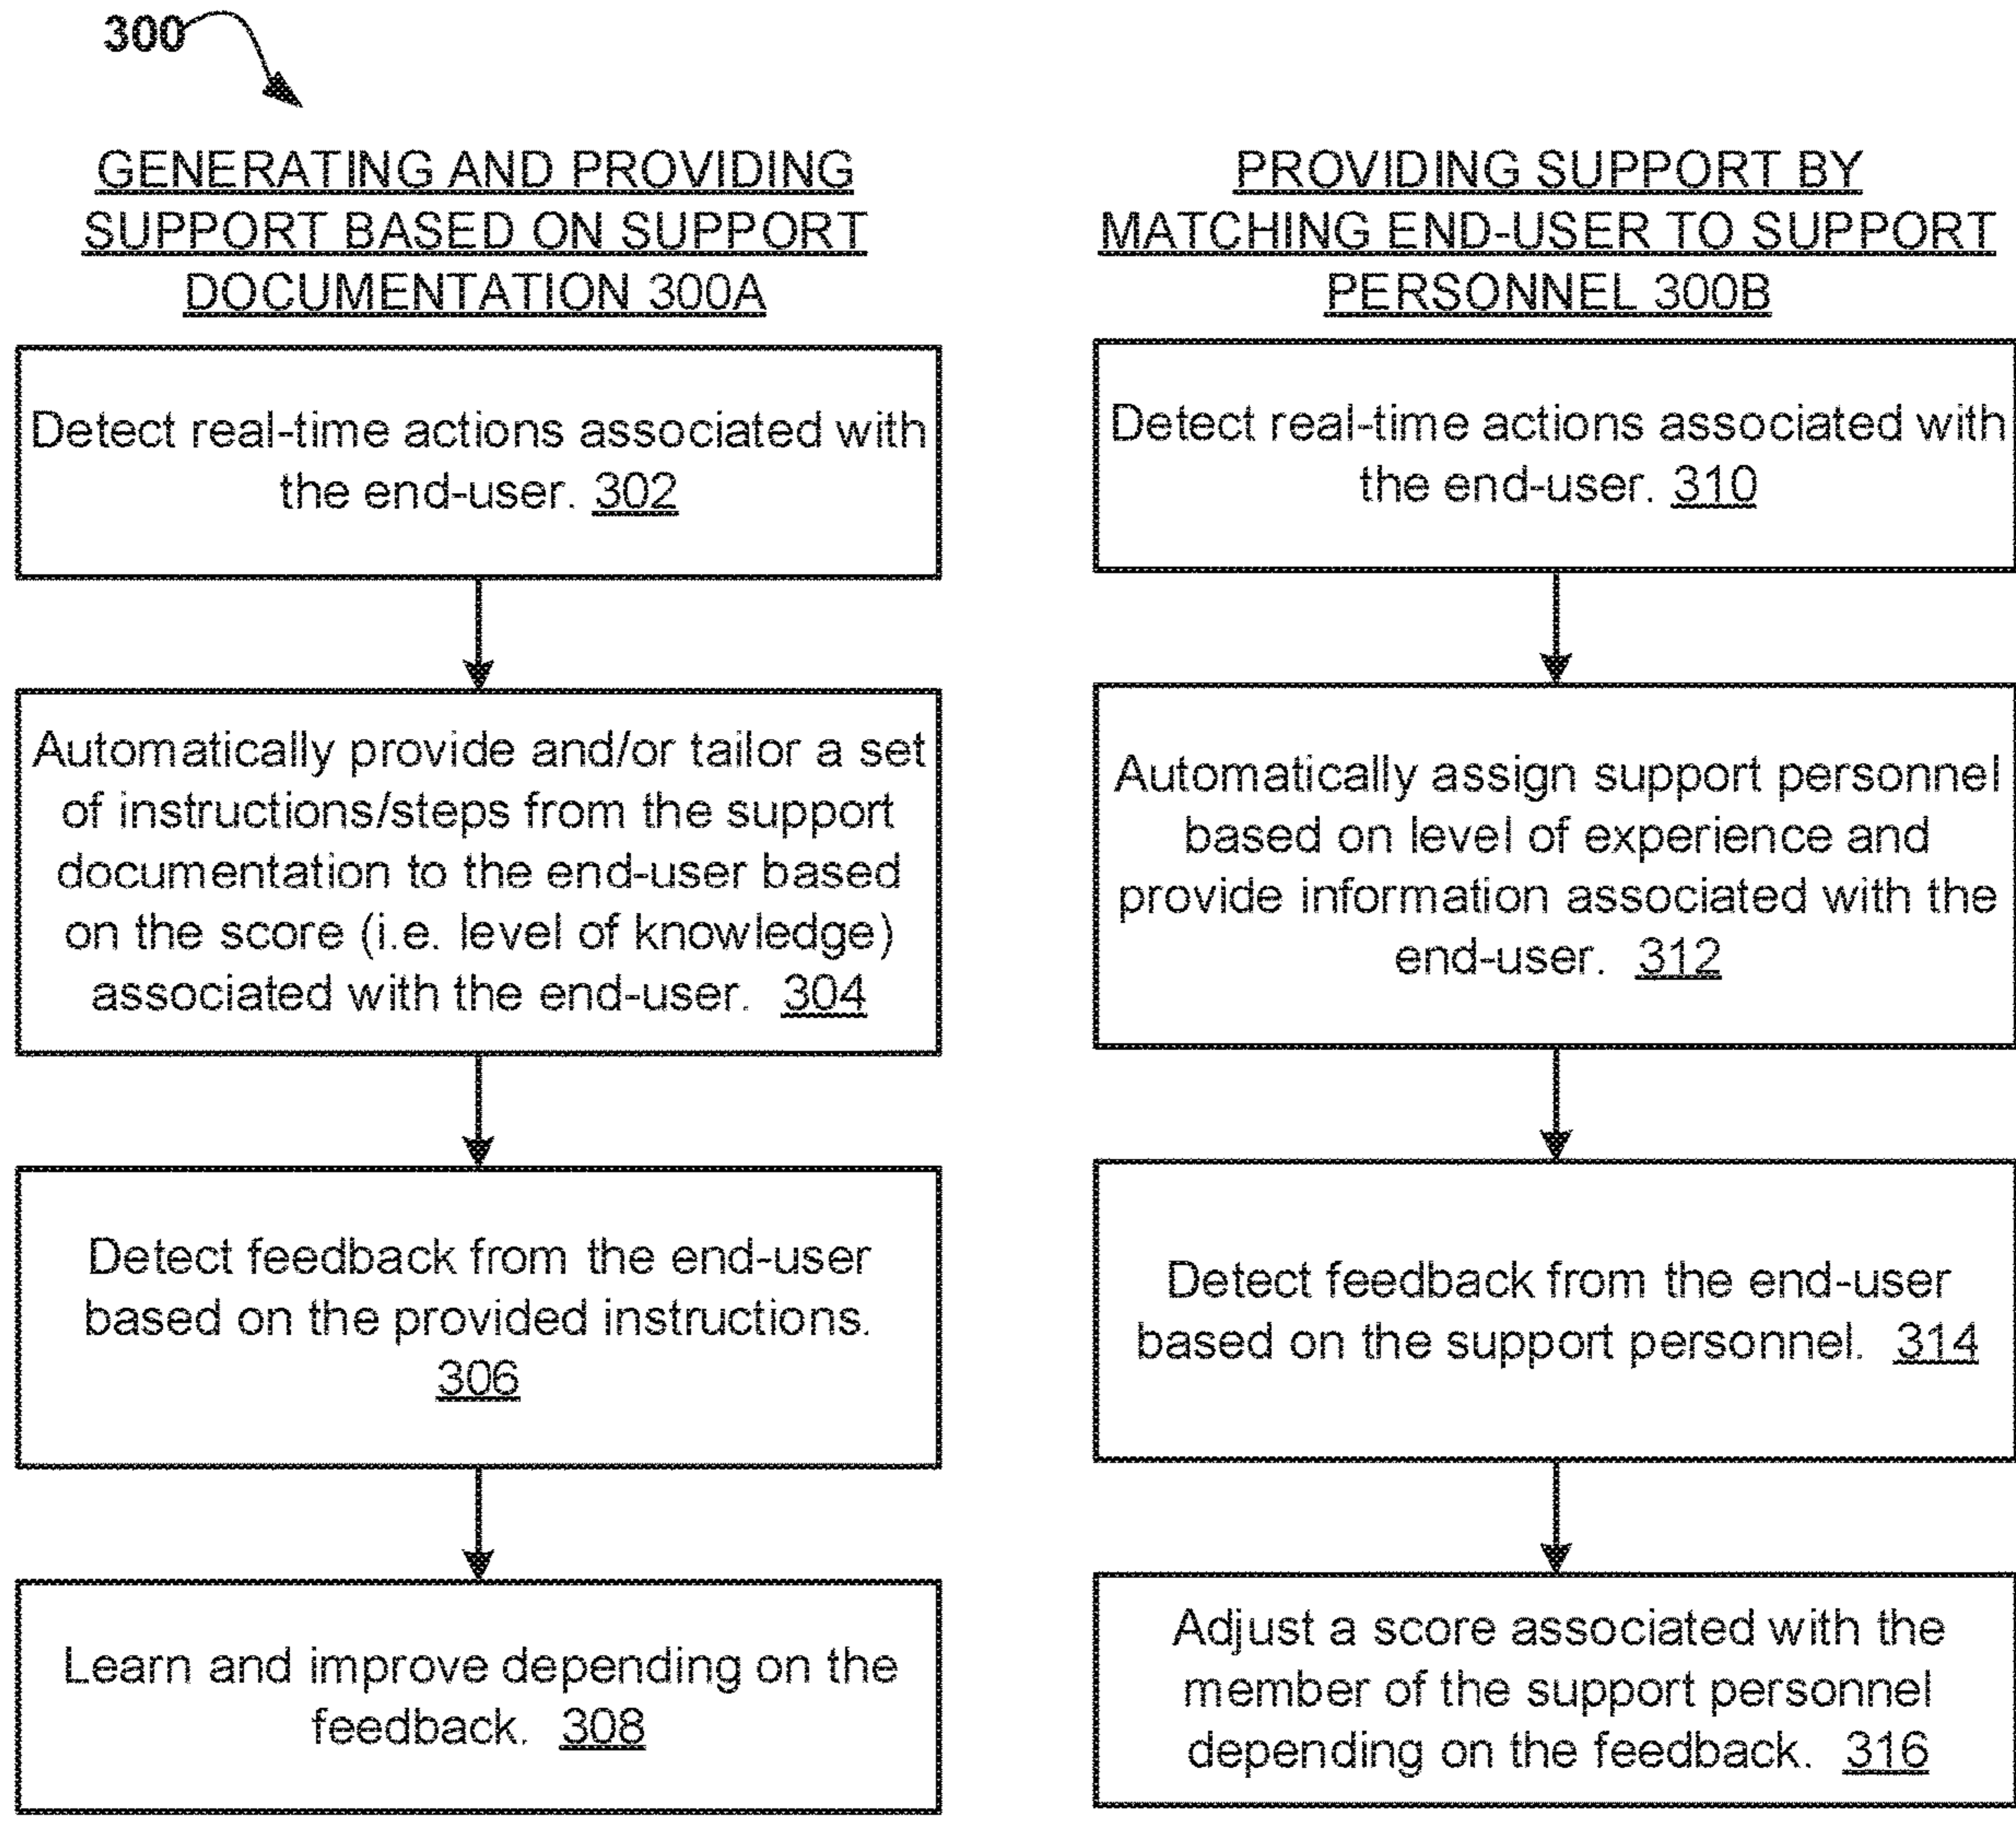 300
GENERATING AND PROVIDING
SUPPORT BASED ON SUPPORT
DOCUMENTATION 300A
Detect real-time actions associated with
the end-user. 302
Automatically provide and/or tailor a set
of instructions/steps from the support
documentation to the end-user based
on the score (i.e. level of knowledge)
associated with the end-user. 304
Detect feedback from the end-user
based on the provided instructions.
306
Learn and improve depending on the
feedback. 308
PROVIDING SUPPORT BY
MATCHING END-USER TO SUPPORT
PERSONNEL 300B
Detect real-time actions associated with
the end-user. 310
Automatically assign support personnel
based on level of experience and
provide information associated with the
end-user. 312
Detect feedback from the end-user
based on the support personnel. 314
Adjust a score associated with the
member of the support personnel
depending on the feedback. 316